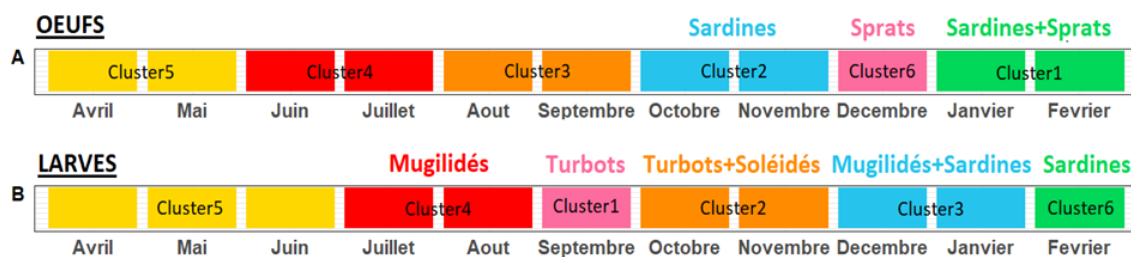 OEUFS Sardines Sprats Sardines+Sprats
A Cluster5 Cluster4 Cluster3 Cluster2 Cluster6 Cluster1
Avril Mai Juin Juillet Aout Septembre Octobre Novembre Decembre Janvier Fevrier
LARVES Mugilidés Turbots Turbots+Soléidés Mugilidés+Sardines Sardines
B Cluster5 Cluster4 Cluster1 Cluster2 Cluster3 Cluster6
Avril Mai Juin Juillet Aout Septembre Octobre Novembre Decembre Janvier Fevrier